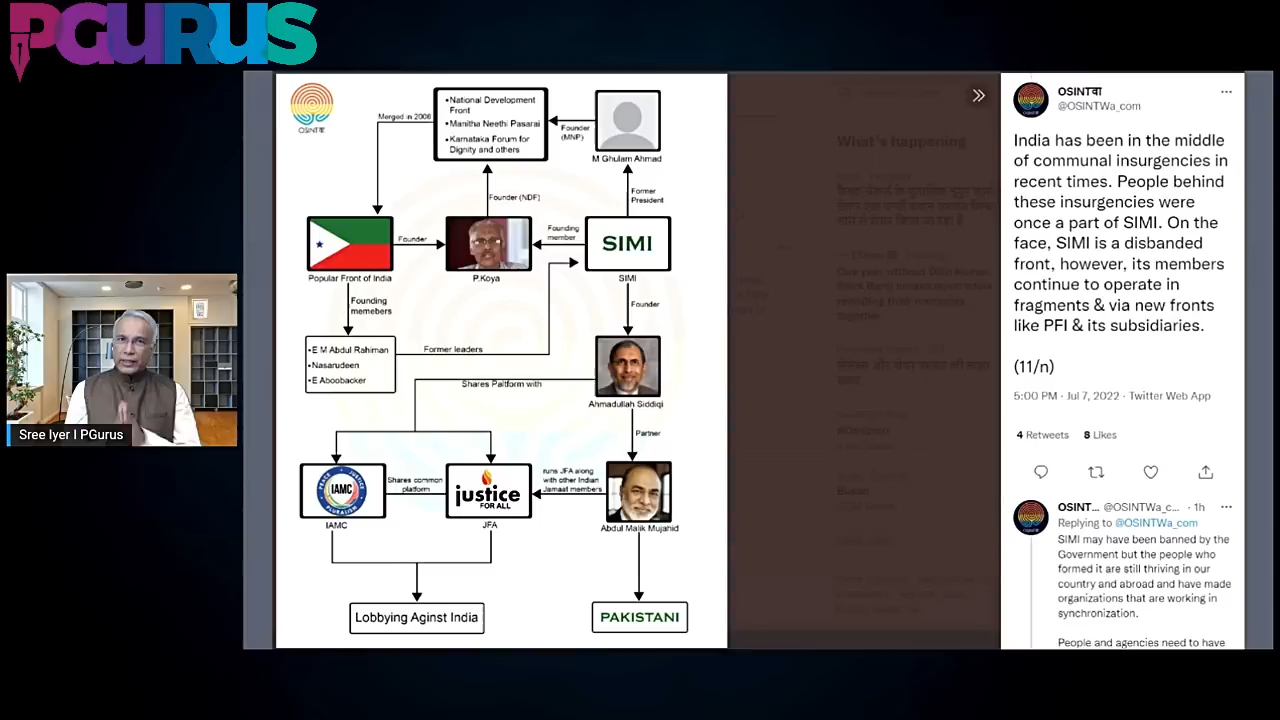 PGURUS
OSINTवा
•National Development
Front
•Manitha Neethi Pasarai
•Karnataka Forum for
Dignity and others
Merged in 2006
Founder
(MNP)
M Ghulam Ahmad
Founder (NDF)
Former
President
Popular Front of India
Founder
P.Koya
Founding
member
SIMI
SIMI
Founding
memebers
Founder
•E M Abdul Rahiman
•Nasarudeen
•E Aboobacker
Former leaders
Shares Paltform with
Ahmadullah Siddiqi
Partner
PEACE JUSTICE
IAMC
PLURALISM
IAMC
Shares common
platform
justice
FOR ALL
JFA
runs JFA along
with other Indian
Jamaat members
Abdul Malik Mujahid
Lobbying Aginst India
PAKISTANI
What's happening
OSINTवा
@OSINTWa_com
India has been in the middle
of communal insurgencies in
recent times. People behind
these insurgencies were
once a part of SIMI. On the
face, SIMI is a disbanded
front, however, its members
continue to operate in
fragments & via new fronts
like PFI & its subsidiaries.
(11/n)
5:00 PM · Jul 7, 2022 · Twitter Web App
4 Retweets 8 Likes
OSINT... @OSINTWa_c... · 1h
Replying to @OSINTWa_com
SIMI may have been banned by the
Government but the people who
formed it are still thriving in our
country and abroad and have made
organizations that are working in
synchronization.
People and agencies need to have
Sree Iyer I PGurus